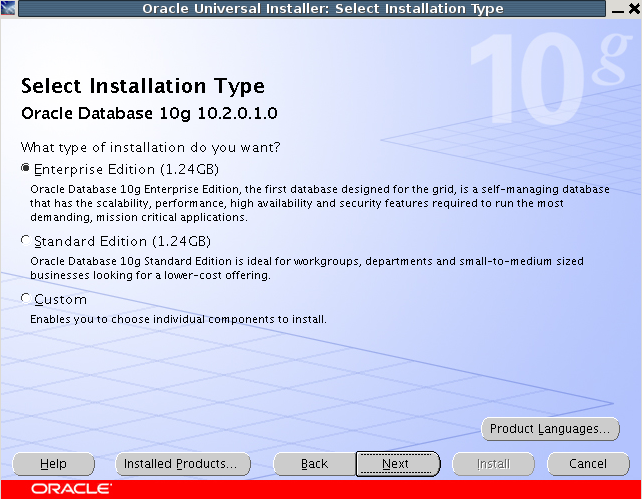 Oracle Universal Installer: Select Installation Type
10g
Select Installation Type
Oracle Database 10g 10.2.0.1.0
What type of installation do you want?
Enterprise Edition (1.24GB)
Oracle Database 10g Enterprise Edition, the first database designed for the grid, is a self-managing database
that has the scalability, performance, high availability and security features required to run the most
demanding, mission critical applications.
Standard Edition (1.24GB)
Oracle Database 10g Standard Edition is ideal for workgroups, departments and small-to-medium sized
businesses looking for a lower-cost offering.
Custom
Enables you to choose individual components to install.
Product Languages...
Help Installed Products... Back Next Install Cancel
ORACLE